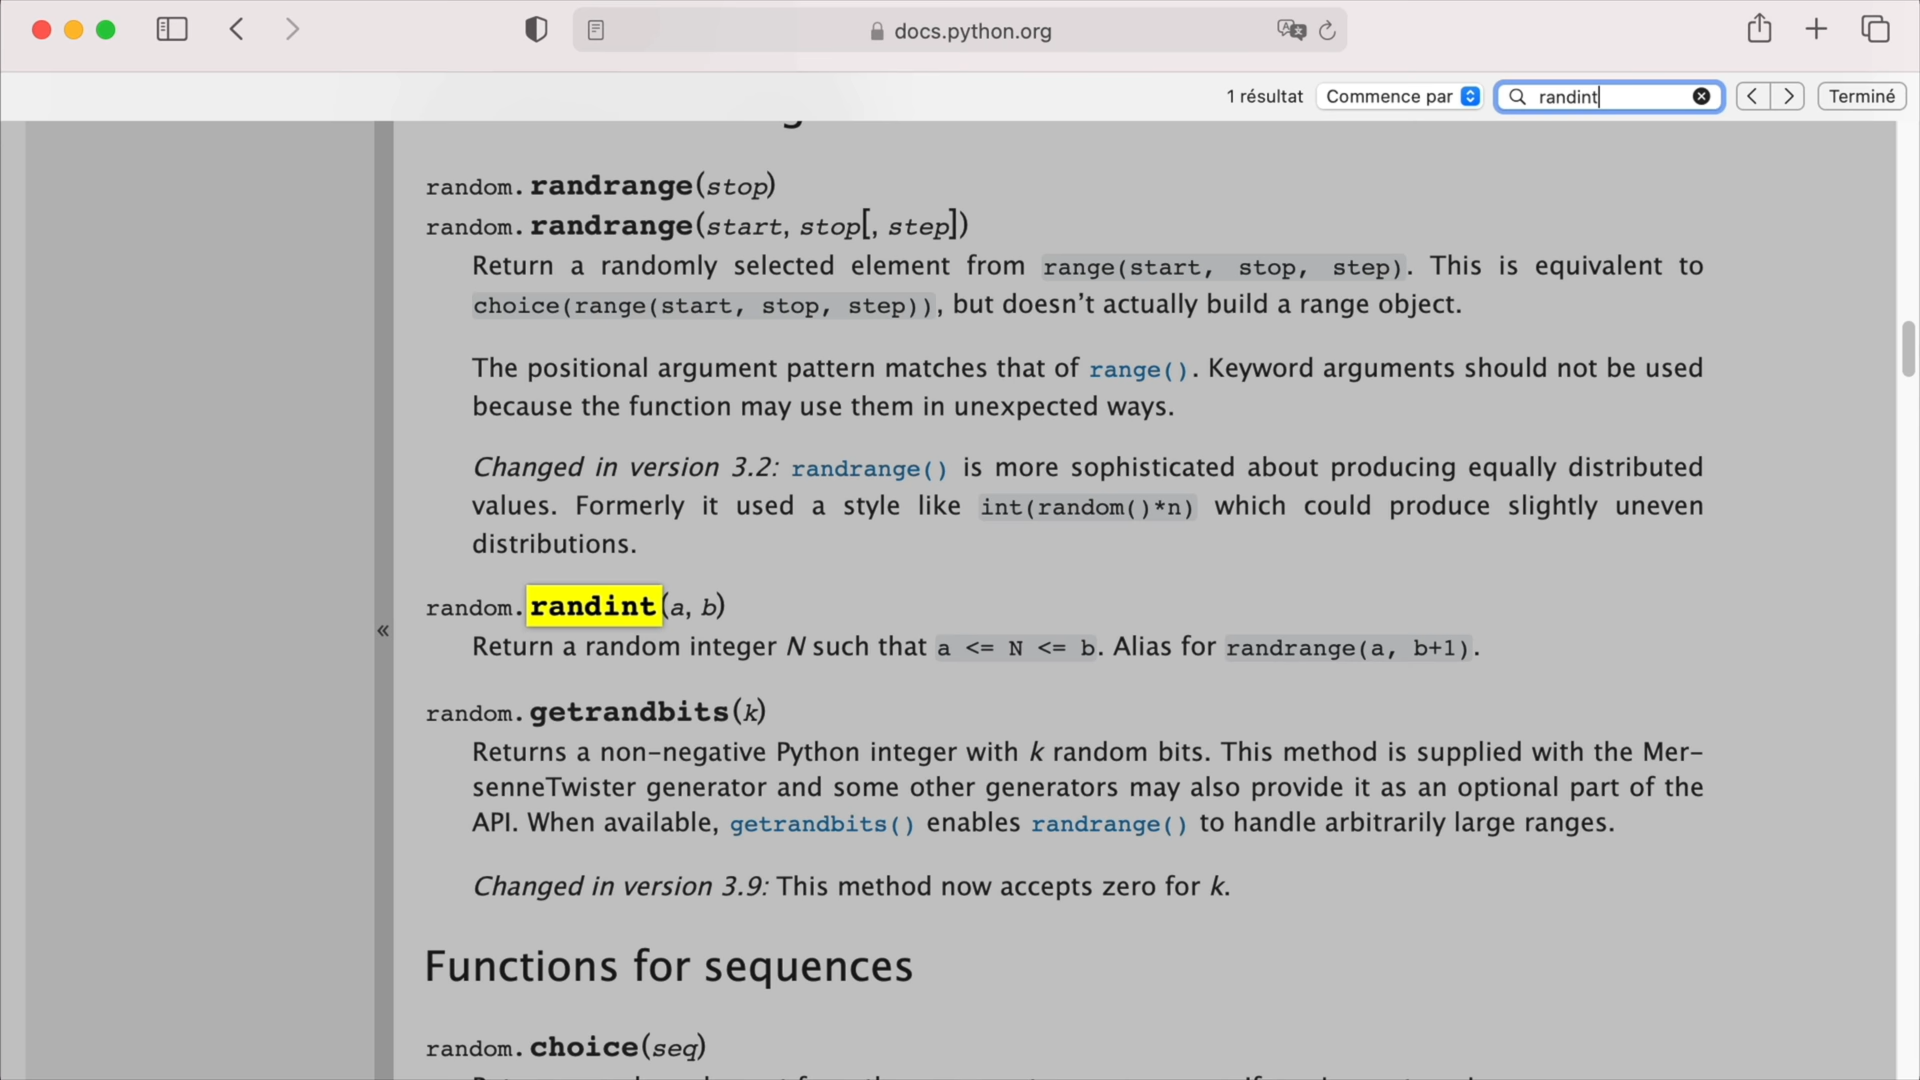 docs.python.org
1 résultat Commence par randint Terminé
random.randrange(stop)
random.randrange(start, stop[, step])
Return a randomly selected element from range(start, stop, step). This is equivalent to
choice(range(start, stop, step)), but doesn’t actually build a range object.
The positional argument pattern matches that of range(). Keyword arguments should not be used
because the function may use them in unexpected ways.
Changed in version 3.2: randrange() is more sophisticated about producing equally distributed
values. Formerly it used a style like int(random()*n) which could produce slightly uneven
distributions.
random.randint(a, b)
«
Return a random integer N such that a <= N <= b. Alias for randrange(a, b+1).
random.getrandbits(k)
Returns a non-negative Python integer with k random bits. This method is supplied with the Mer-
senneTwister generator and some other generators may also provide it as an optional part of the
API. When available, getrandbits() enables randrange() to handle arbitrarily large ranges.
Changed in version 3.9: This method now accepts zero for k.
Functions for sequences
random.choice(seq)